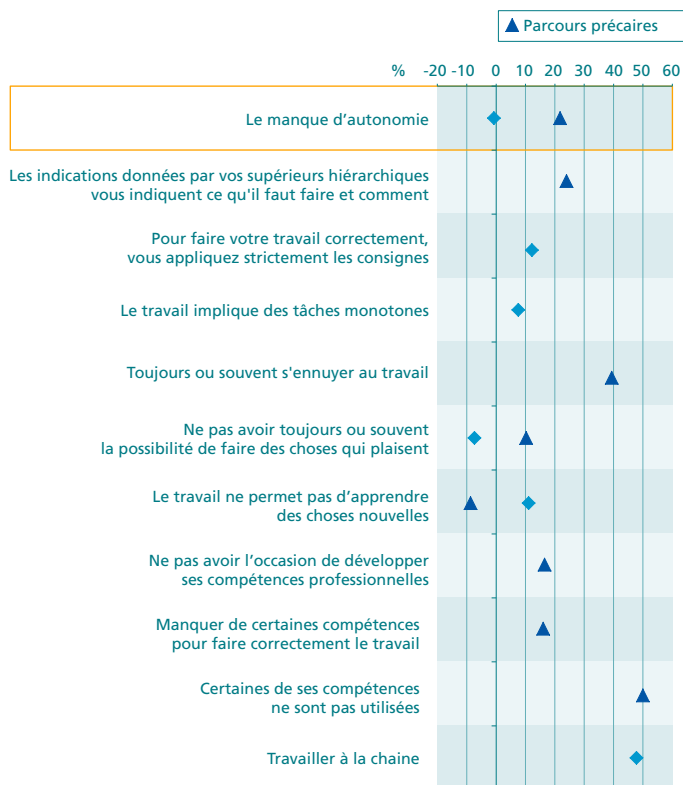 ▲ Parcours précaires
% -20 -10 0 10 20 30 40 50 60
Le manque d’autonomie
Les indications données par vos supérieurs hiérarchiques
vous indiquent ce qu'il faut faire et comment
Pour faire votre travail correctement,
vous appliquez strictement les consignes
Le travail implique des tâches monotones
Toujours ou souvent s'ennuyer au travail
Ne pas avoir toujours ou souvent
la possibilité de faire des choses qui plaisent
Le travail ne permet pas d’apprendre
des choses nouvelles
Ne pas avoir l’occasion de développer
ses compétences professionnelles
Manquer de certaines compétences
pour faire correctement le travail
Certaines de ses compétences
ne sont pas utilisées
Travailler à la chaine